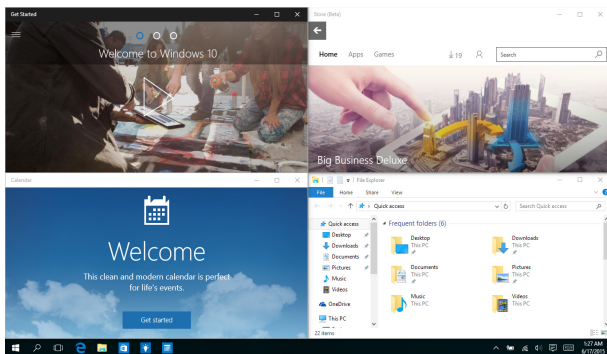 Get Started
Welcome to Windows 10
Store (Beta)
Home Apps Games
19
Search
Big Business Deluxe
Calendar
Welcome
This clean and modern calendar is perfect
for life's events.
Get started
File Explorer
File Home Share View
Quick access
Search Quick access
Quick access
Desktop
Downloads
Documents
Pictures
Music
Videos
OneDrive
This PC
Frequent folders (6)
Desktop
This PC
Downloads
This PC
Documents
This PC
Pictures
This PC
Music
This PC
Videos
This PC
22 items
1:27 AM
6/17/2015